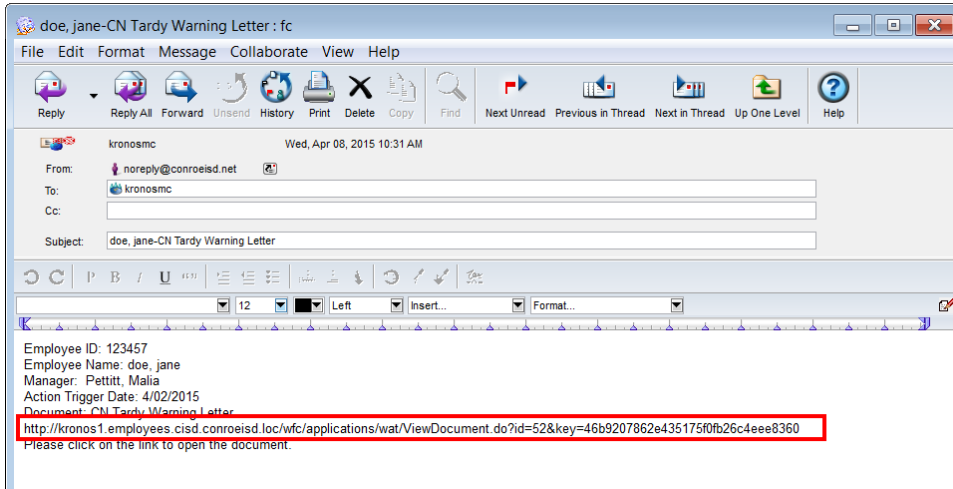 doe, jane-CN Tardy Warning Letter : fc
File Edit Format Message Collaborate View Help
Reply Reply All Forward Unsend History Print Delete Copy Find Next Unread Previous in Thread Next in Thread Up One Level Help
kronosmc Wed, Apr 08, 2015 10:31 AM
From: noreply@conroeisd.net
To: kronosmc
Cc:
Subject: doe, jane-CN Tardy Warning Letter
P B I U
12 Left Insert... Format...
Employee ID: 123457
Employee Name: doe, jane
Manager: Pettitt, Malia
Action Trigger Date: 4/02/2015
Document: CN Tardy Warning Letter
http://kronos1.employees.cisd.conroeisd.loc/wfc/applications/wat/ViewDocument.do?id=52&key=46b9207862e435175f0fb26c4eee8360
Please click on the link to open the document.